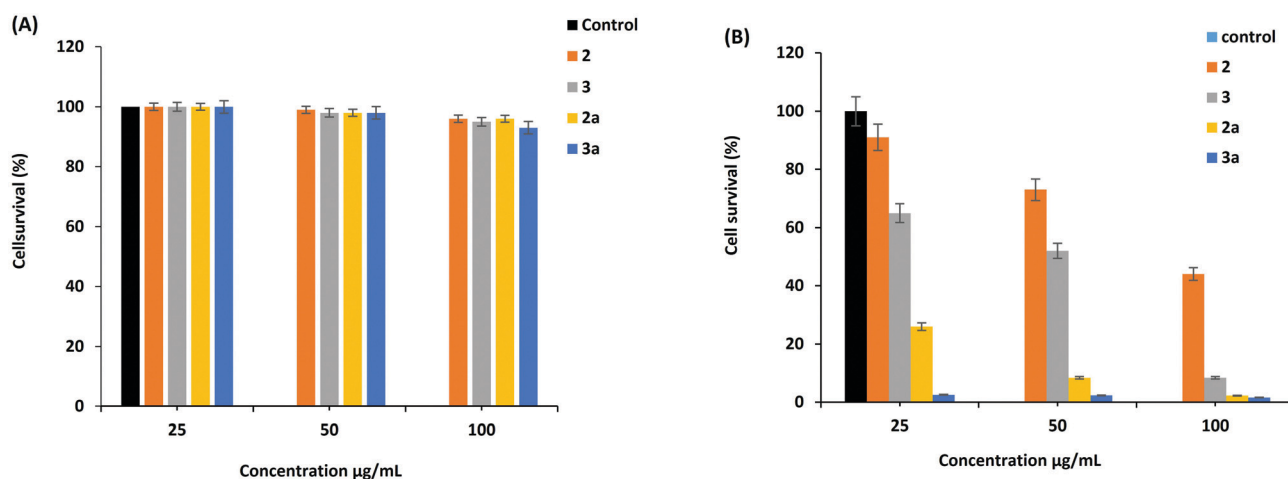 (A)
Control
2
3
2a
3a
120
100
80
60
40
20
0
Cellsurvival (%)
25 50 100
Concentration µg/mL
(B)
control
2
3
2a
3a
120
100
80
60
40
20
0
Cell survival (%)
25 50 100
Concentration µg/mL